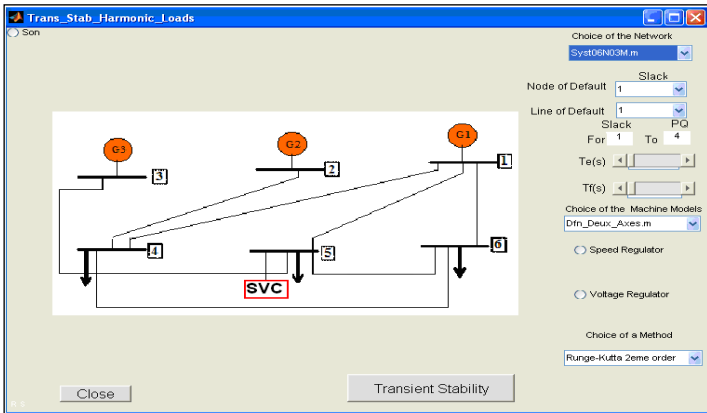 Trans_Stab_Harmonic_Loads
Son
Choice of the Network
Syst06N03M.m
Slack
Node of Default 1
Line of Default 1
Slack PQ
For 1 To 4
Te(s)
Tf(s)
Choice of the Machine Models
Dfn_Deux_Axes.m
Speed Regulator
Voltage Regulator
Choice of a Method
Runge-Kutta 2eme order
G3 G2 G1
3 2 1
4 5 6
SVC
Close
Transient Stability